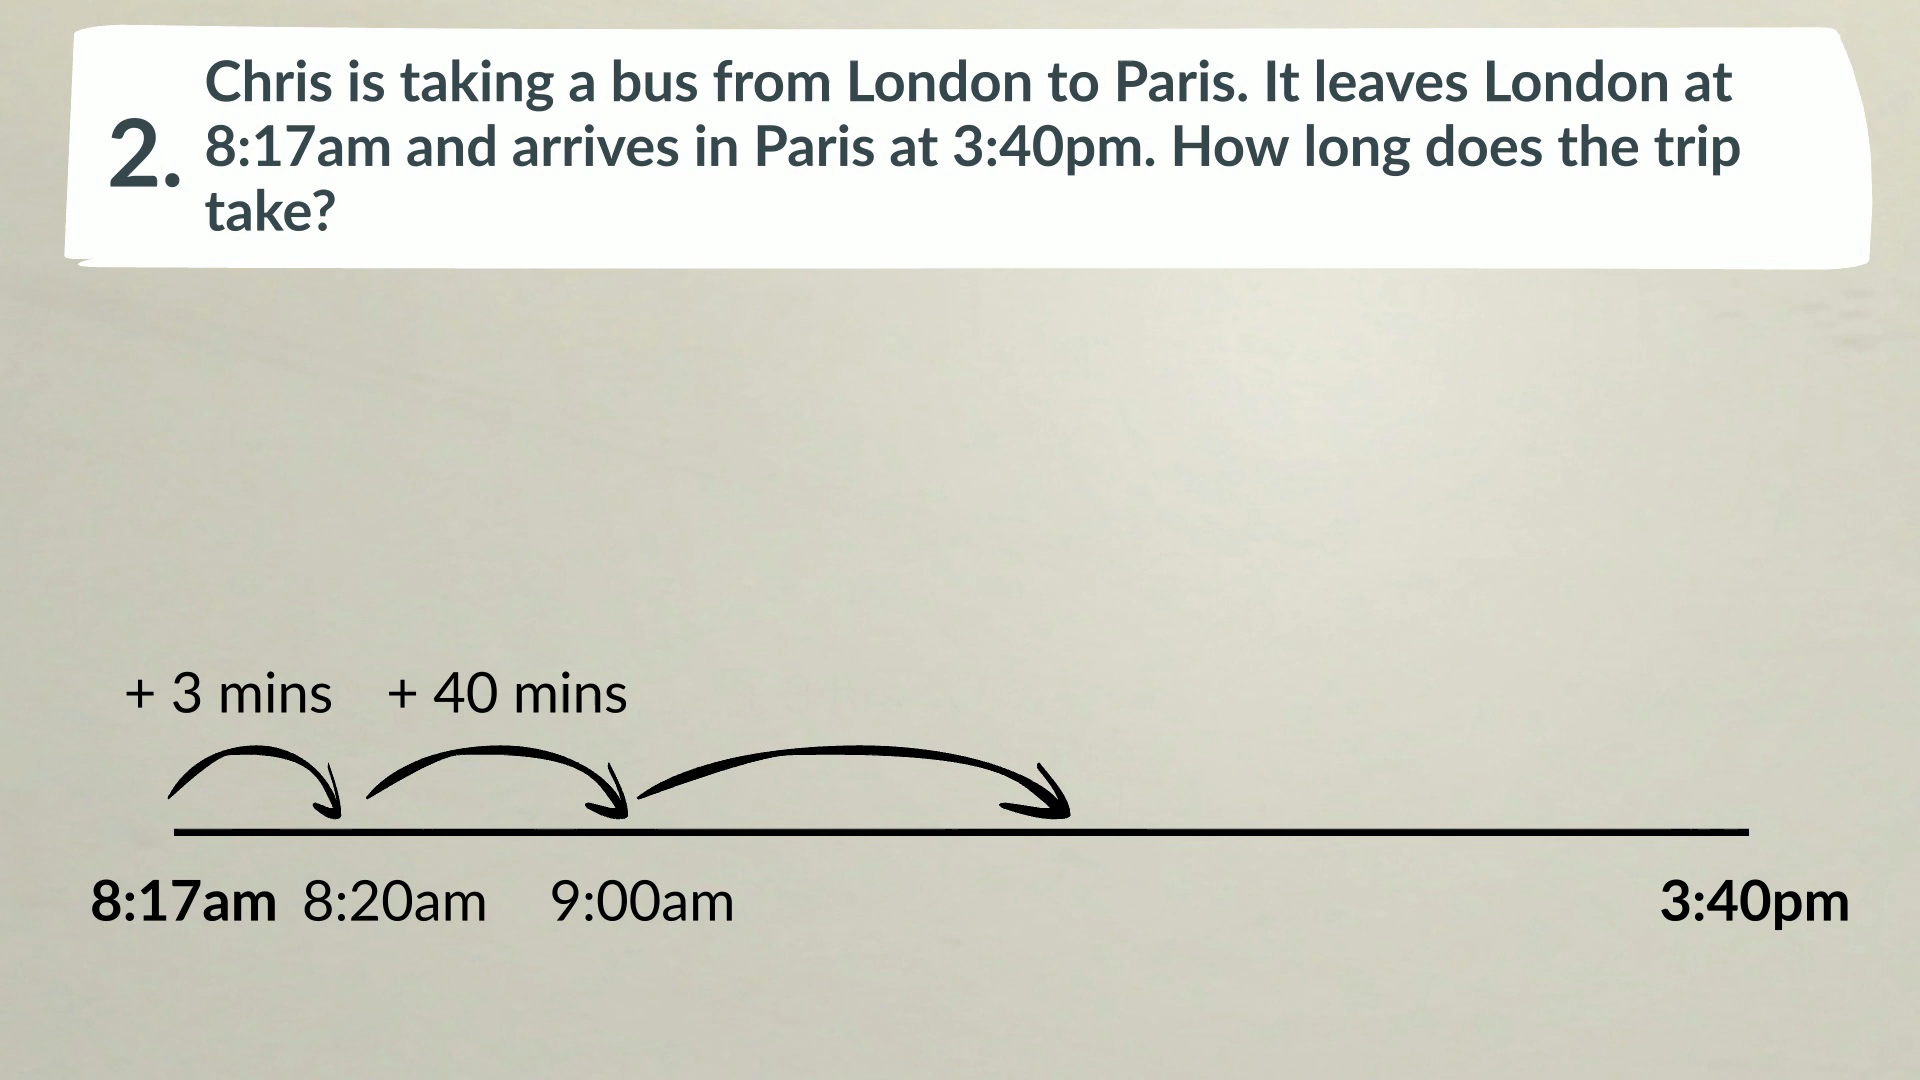 2.
Chris is taking a bus from London to Paris. It leaves London at
8:17am and arrives in Paris at 3:40pm. How long does the trip
take?
+ 3 mins + 40 mins
8:17am 8:20am 9:00am 3:40pm